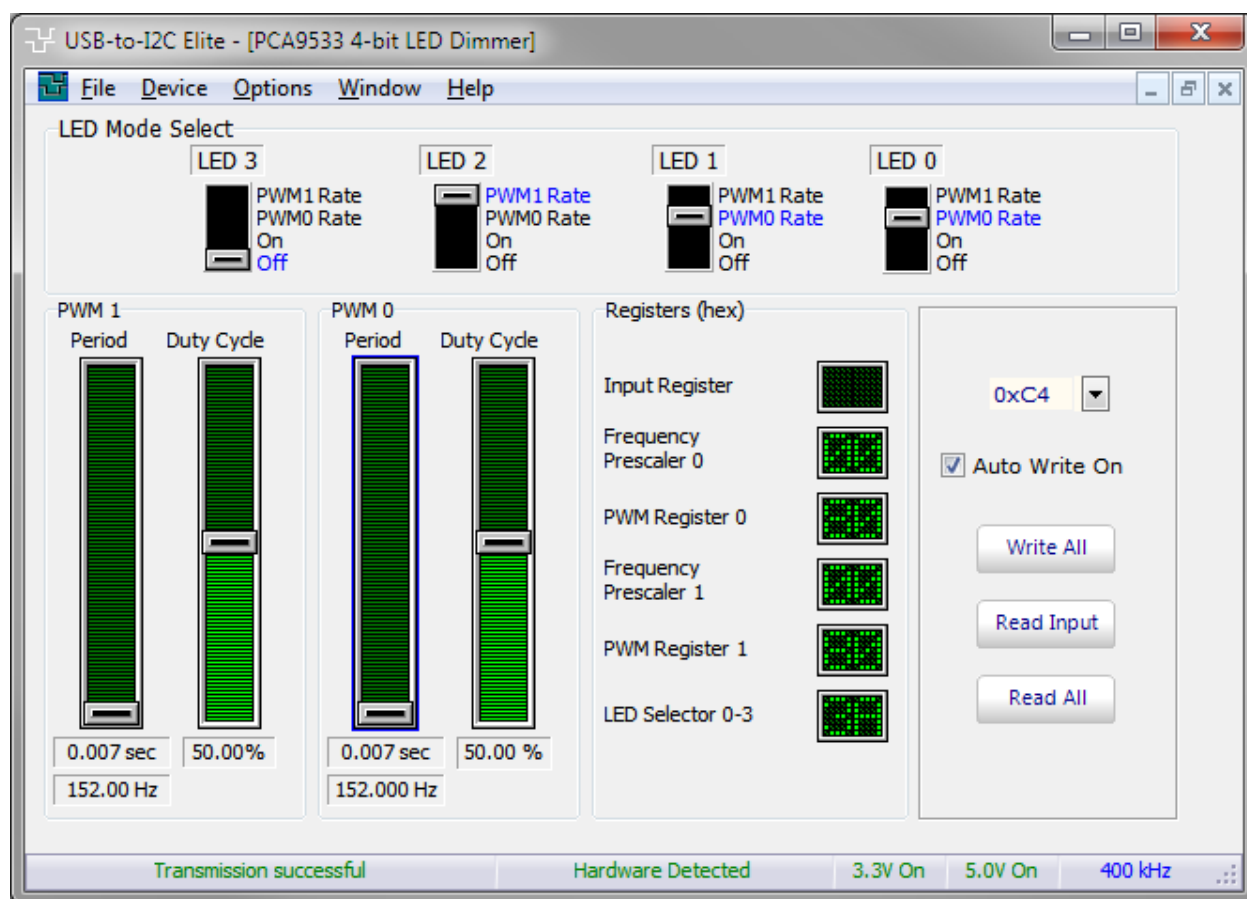 USB-to-I2C Elite - [PCA9533 4-bit LED Dimmer]
File Device Options Window Help
LED Mode Select
LED 3 LED 2 LED 1 LED 0
PWM1 Rate PWM1 Rate PWM1 Rate PWM1 Rate
PWM0 Rate PWM0 Rate PWM0 Rate PWM0 Rate
On On On On
Off Off Off Off
PWM 1
Period Duty Cycle
0.007 sec 50.00%
152.00 Hz
PWM 0
Period Duty Cycle
0.007 sec 50.00 %
152.000 Hz
Registers (hex)
Input Register
Frequency
Prescaler 0
00
PWM Register 0
80
Frequency
Prescaler 1
00
PWM Register 1
80
LED Selector 0-3
0xC4
Auto Write On
Write All
Read Input
Read All
Transmission successful Hardware Detected 3.3V On 5.0V On 400 kHz